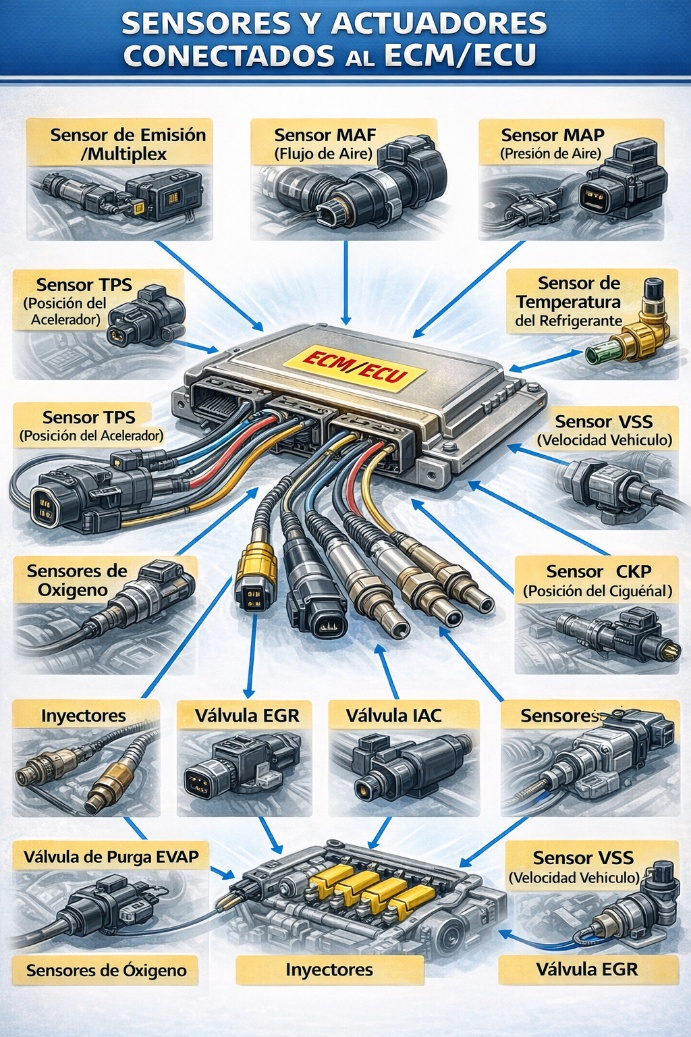 SENSORES Y ACTUADORES
CONECTADOS AL ECM/ECU
Sensor de Emisión
/Multiplex
Sensor MAF
(Flujo de Aire)
Sensor MAP
(Presión de Aire)
Sensor TPS
(Posición del
Acelerador)
Sensor de
Temperatura
del Refrigerante
ECM/ECU
Sensor TPS
(Posición del Acelerador)
Sensor VSS
(Velocidad Vehiculo)
Sensores de
Oxigeno
Sensor CKP
(Posición del Ciguéńal)
Inyectores
Válvula EGR
Válvula IAC
Sensores
Válvula de Purga EVAP
Sensor VSS
(Velocidad Vehiculo)
Sensores de Óxigeno
Inyectores
Válvula EGR